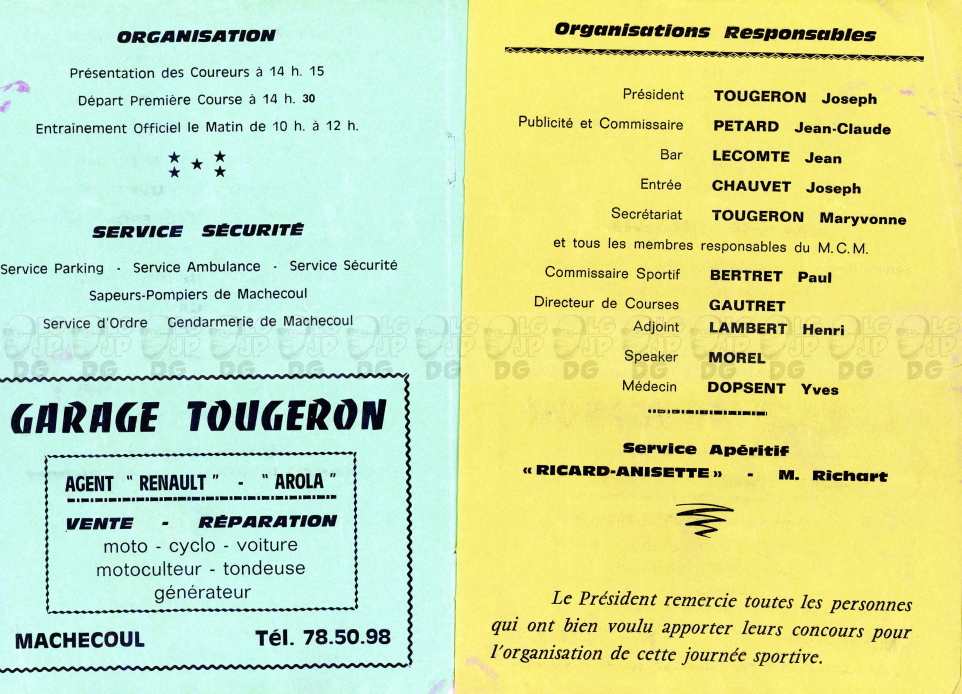 ORGANISATION
Présentation des Coureurs à 14 h. 15
Départ Première Course à 14 h. 30
Entraînement Officiel le Matin de 10 h. à 12 h.
SERVICE SÉCURITÉ
Service Parking - Service Ambulance - Service Sécurité
Sapeurs-Pompiers de Machecoul
Service d'Ordre Gendarmerie de Machecoul
GARAGE TOUGERON
AGENT " RENAULT " - " AROLA "
VENTE - RÉPARATION
moto - cyclo - voiture
motoculteur - tondeuse
générateur
MACHECOUL Tél. 78.50.98
Organisations Responsables
Président TOUGERON Joseph
Publicité et Commissaire PETARD Jean-Claude
Bar LECOMTE Jean
Entrée CHAUVET Joseph
Secrétariat TOUGERON Maryvonne
et tous les membres responsables du M.C.M.
Commissaire Sportif BERTRET Paul
Directeur de Courses GAUTRET
Adjoint LAMBERT Henri
Speaker MOREL
Médecin DOPSENT Yves
Service Apéritif
« RICARD-ANISETTE » - M. Richart
Le Président remercie toutes les personnes
qui ont bien voulu apporter leurs concours pour
l'organisation de cette journée sportive.